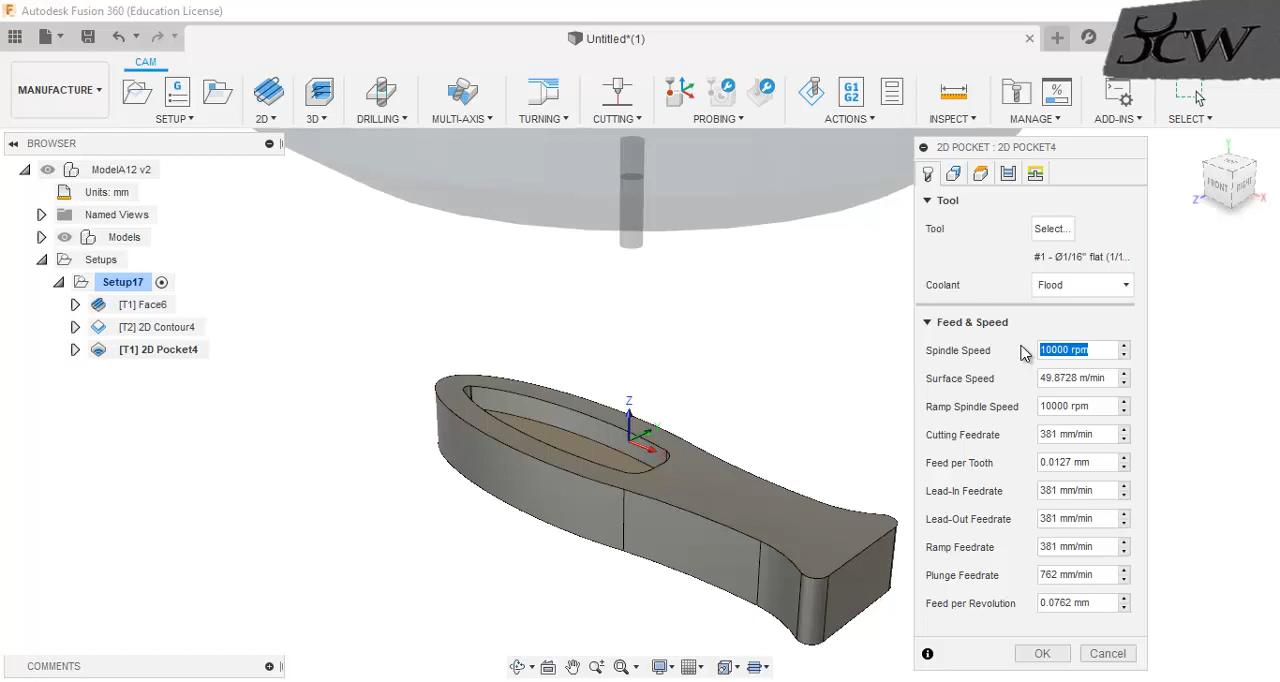 Autodesk Fusion 360 (Education License)
Untitled*(1)
JCW
MANUFACTURE
CAM
SETUP
2D
3D
DRILLING
MULTI-AXIS
TURNING
CUTTING
PROBING
G1
G2
ACTIONS
INSPECT
MANAGE
ADD-INS
SELECT
BROWSER
ModelA12 v2
Units: mm
Named Views
Models
Setups
Setup17
[T1] Face6
[T2] 2D Contour4
[T1] 2D Pocket4
Z
2D POCKET : 2D POCKET4
Tool
Tool Select...
#1 - Ø1/16" flat (1/1...
Coolant Flood
Feed & Speed
Spindle Speed 10000 rpm
Surface Speed 49.8728 m/min
Ramp Spindle Speed 10000 rpm
Cutting Feedrate 381 mm/min
Feed per Tooth 0.0127 mm
Lead-In Feedrate 381 mm/min
Lead-Out Feedrate 381 mm/min
Ramp Feedrate 381 mm/min
Plunge Feedrate 762 mm/min
Feed per Revolution 0.0762 mm
OK Cancel
Y
FRONT RIGHT
Z X
COMMENTS